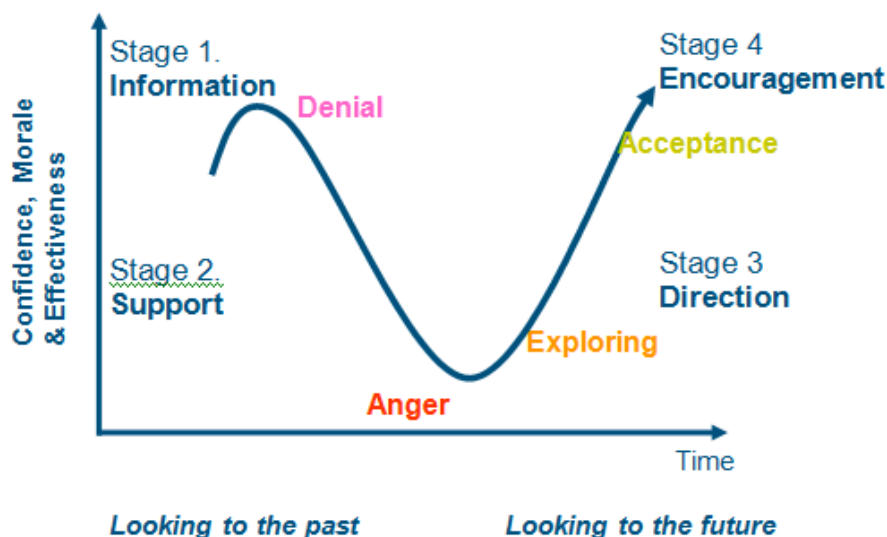 Stage 1.
Information
Denial
Stage 4
Encouragement
Acceptance
Confidence, Morale
& Effectiveness
Stage 2.
Support
Stage 3
Direction
Exploring
Anger
Time
Looking to the past
Looking to the future